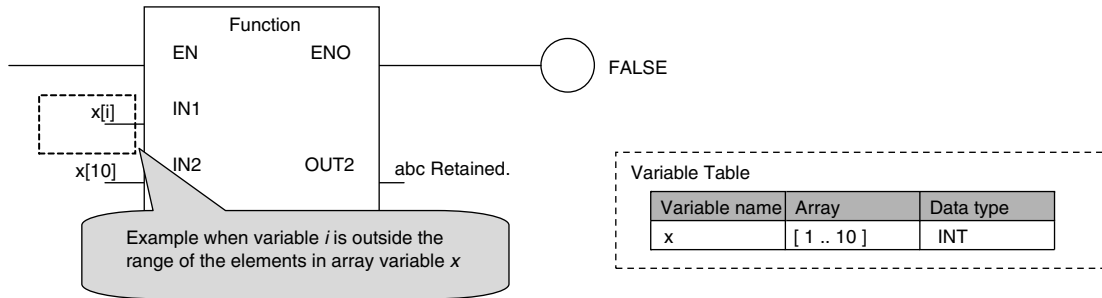 Function
EN ENO
FALSE
x[i] IN1
x[10] IN2 OUT2 abc Retained.
Example when variable i is outside the
range of the elements in array variable x
Variable Table
Variable name Array Data type
x [ 1 .. 10 ] INT